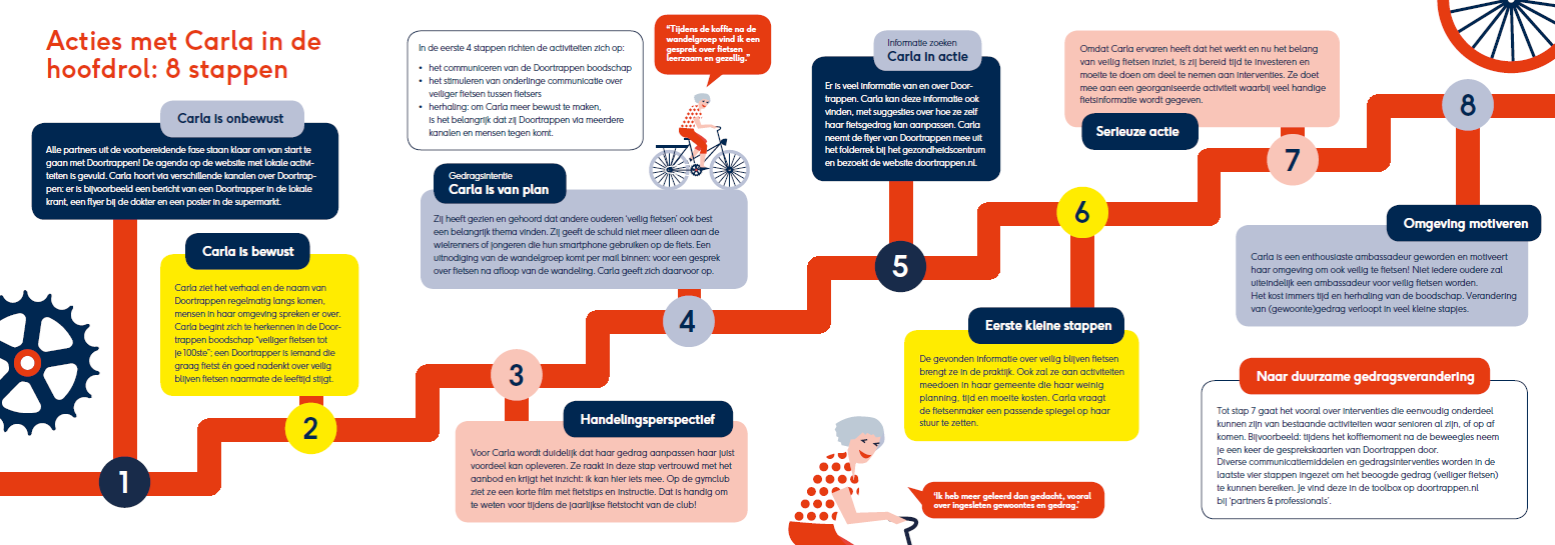 Acties met Carla in de
hoofdrol: 8 stappen
Carla is onbewust
Alle partners uit de voorbereidende fase staan klaar om van start te
gaan met Doortrappen! De agenda op de website met lokale activi-
teiten is gevuld. Carla hoort via verschillende kanalen over Doortrap-
pen: er is bijvoorbeeld een bericht van een Doortrapper in de lokale
krant, een flyer bij de dokter en een poster in de supermarkt.
1
Carla is bewust
Carla ziet het verhaal en de naam van
Doortrappen regelmatig langs komen,
mensen in haar omgeving spreken er over.
Carla begint zich te herkennen in de Door-
trappen boodschap “veiliger fietsen tot
je 100ste”; een Doortrapper is iemand die
graag fietst én goed nadenkt over veilig
blijven fietsen naarmate de leeftijd stijgt.
2
In de eerste 4 stappen richten de activiteiten zich op:
• het communiceren van de Doortrappen boodschap
• het stimuleren van onderlinge communicatie over
veiliger fietsen tussen fietsers
• herhaling: om Carla meer bewust te maken,
is het belangrijk dat zij Doortrappen via meerdere
kanalen en mensen tegen komt.
“Tijdens de koffie na de
wandelgroep vind ik een
gesprek over fietsen
leerzaam en gezellig.”
3
Handelingsperspectief
Voor Carla wordt duidelijk dat haar gedrag aanpassen haar juist
voordeel kan opleveren. Ze raakt in deze stap vertrouwd met het
aanbod en krijgt het inzicht: ik kan hier iets mee. Op de gymclub
ziet ze een korte film met fietstips en instructie. Dat is handig om
te weten voor tijdens de jaarlijkse fietstocht van de club!
Gedragsintentie
Carla is van plan
Zij heeft gezien en gehoord dat andere ouderen ‘veilig fietsen’ ook best
een belangrijk thema vinden. Zij geeft de schuld niet meer alleen aan de
wielrenners of jongeren die hun smartphone gebruiken op de fiets. Een
uitnodiging van de wandelgroep komt per mail binnen: voor een gesprek
over fietsen na afloop van de wandeling. Carla geeft zich daarvoor op.
4
Informatie zoeken
Carla in actie
Er is veel informatie van en over Door-
trappen. Carla kan deze informatie ook
vinden, met suggesties over hoe ze zelf
haar fietsgedrag kan aanpassen. Carla
neemt de flyer van Doortrappen mee uit
het folderrek bij het gezondheidscentrum
en bezoekt de website doortrappen.nl.
5
6
Eerste kleine stappen
De gevonden informatie over veilig blijven fietsen
brengt ze in de praktijk. Ook zal ze aan activiteiten
meedoen in haar gemeente die haar weinig
planning, tijd en moeite kosten. Carla vraagt
de fietsenmaker een passende spiegel op haar
stuur te zetten.
‘Ik heb meer geleerd dan gedacht, vooral
over ingesleten gewoontes en gedrag.’
Omdat Carla ervaren heeft dat het werkt en nu het belang
van veilig fietsen inziet, is zij bereid tijd te investeren en
moeite te doen om deel te nemen aan interventies. Ze doet
mee aan een georganiseerde activiteit waarbij veel handige
fietsinformatie wordt gegeven.
Serieuze actie
7
8
Omgeving motiveren
Carla is een enthousiaste ambassadeur geworden en motiveert
haar omgeving om ook veilig te fietsen! Niet iedere oudere zal
uiteindelijk een ambassadeur voor veilig fietsen worden.
Het kost immers tijd en herhaling van de boodschap. Verandering
van (gewoonte)gedrag verloopt in veel kleine stapjes.
Naar duurzame gedragsverandering
Tot stap 7 gaat het vooral over interventies die eenvoudig onderdeel
kunnen zijn van bestaande activiteiten waar senioren al zijn, of op af
komen. Bijvoorbeeld: tijdens het koffiemoment na de beweegles neem
je een keer de gesprekskaarten van Doortrappen door.
Diverse communicatiemiddelen en gedragsinterventies worden in de
laatste vier stappen ingezet om het beoogde gedrag (veiliger fietsen)
te kunnen bereiken. Je vind deze in de toolbox op doortrappen.nl
bij ‘partners & professionals’.